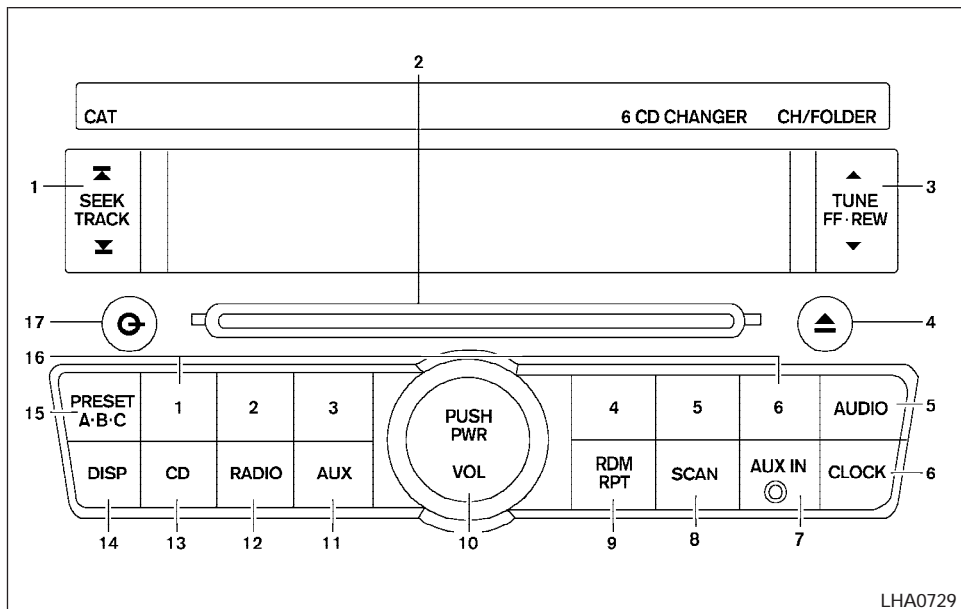 2
CAT 6 CD CHANGER CH/FOLDER
1 SEEK TRACK
TUNE FF·REW 3
17 4
16
15 PRESET A·B·C 1 2 3 PUSH PWR 4 5 6 AUDIO 5
DISP CD RADIO AUX VOL RDM RPT SCAN AUX IN CLOCK 6
14 13 12 11 10 9 8 7
LHA0729